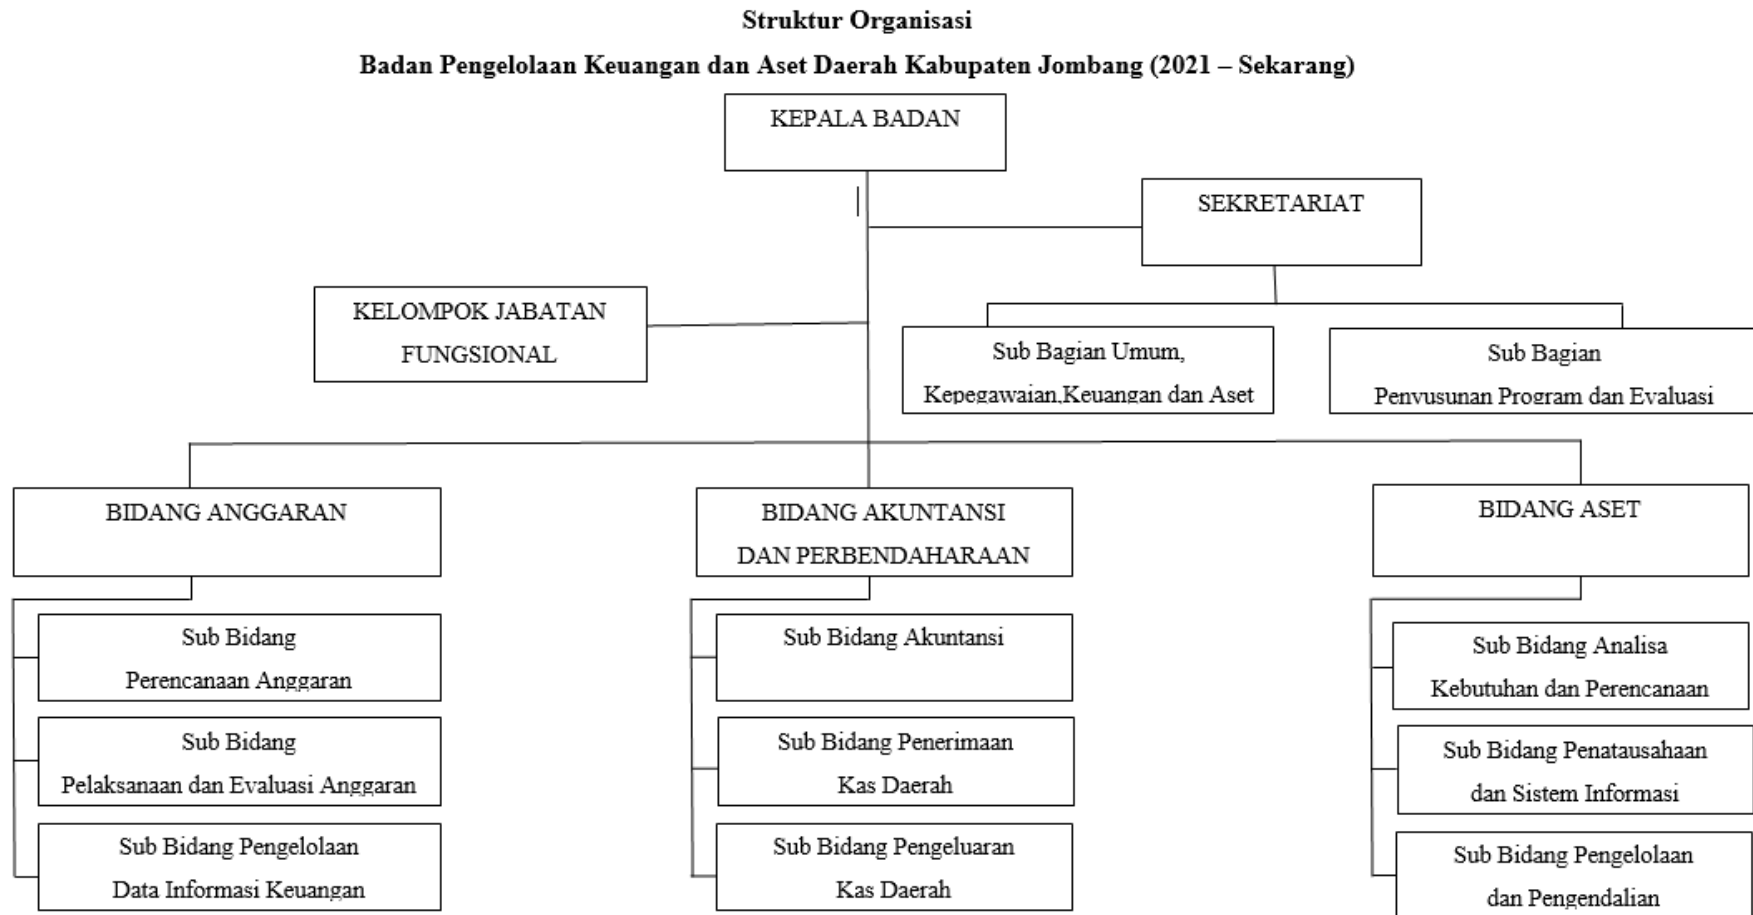 Struktur Organisasi
Badan Pengelolaan Keuangan dan Aset Daerah Kabupaten Jombang (2021 – Sekarang)
KEPALA BADAN
SEKRETARIAT
KELOMPOK JABATAN
FUNGSIONAL
Sub Bagian Umum,
Kepegawaian,Keuangan dan Aset
Sub Bagian
Penyusunan Program dan Evaluasi
BIDANG ANGGARAN
Sub Bidang
Perencanaan Anggaran
Sub Bidang
Pelaksanaan dan Evaluasi Anggaran
Sub Bidang Pengelolaan
Data Informasi Keuangan
BIDANG AKUNTANSI
DAN PERBENDAHARAAN
Sub Bidang Akuntansi
Sub Bidang Penerimaan
Kas Daerah
Sub Bidang Pengeluaran
Kas Daerah
BIDANG ASET
Sub Bidang Analisa
Kebutuhan dan Perencanaan
Sub Bidang Penatausahaan
dan Sistem Informasi
Sub Bidang Pengelolaan
dan Pengendalian